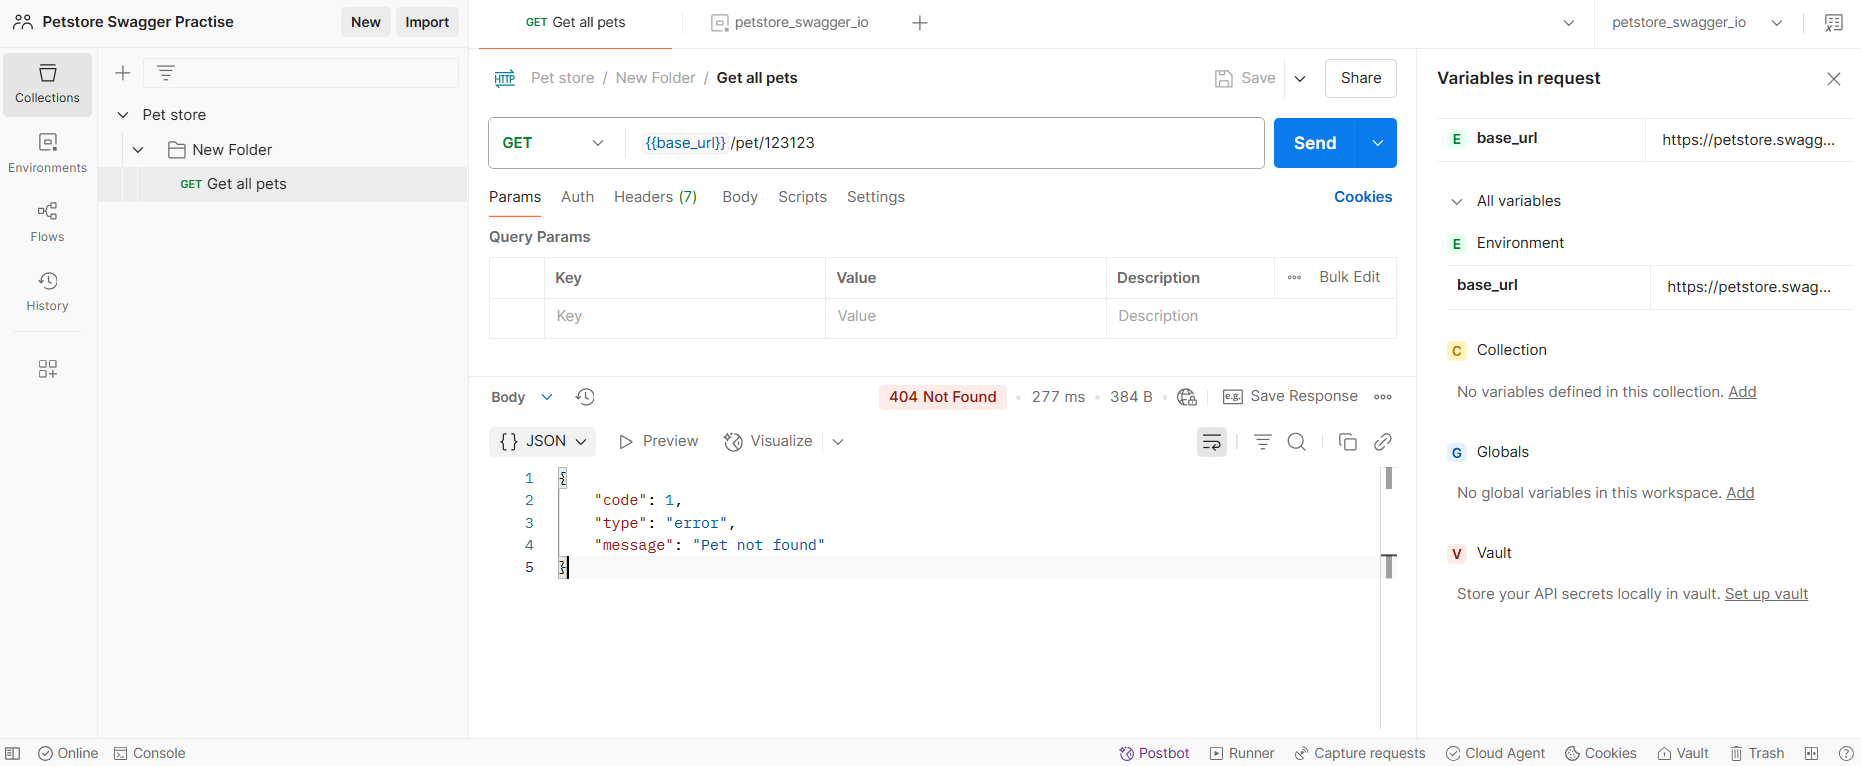 Petstore Swagger Practise
New
Import
GET Get all pets
petstore_swagger_io
petstore_swagger_io
Collections
Environments
Flows
History
Pet store
New Folder
GET Get all pets
HTTP Pet store / New Folder / Get all pets
Save
Share
GET
{{base_url}} /pet/123123
Send
Params Auth Headers (7) Body Scripts Settings
Cookies
Query Params
Key Value Description Bulk Edit
Key Value Description
Body
404 Not Found • 277 ms • 384 B
e.g. Save Response
{ } JSON
Preview
Visualize
1 {
2 "code": 1,
3 "type": "error",
4 "message": "Pet not found"
5 }
Variables in request
E base_url https://petstore.swagg...
All variables
E Environment
base_url https://petstore.swag...
C Collection
No variables defined in this collection. Add
G Globals
No global variables in this workspace. Add
V Vault
Store your API secrets locally in vault. Set up vault
Online
Console
Postbot
Runner
Capture requests
Cloud Agent
Cookies
Vault
Trash